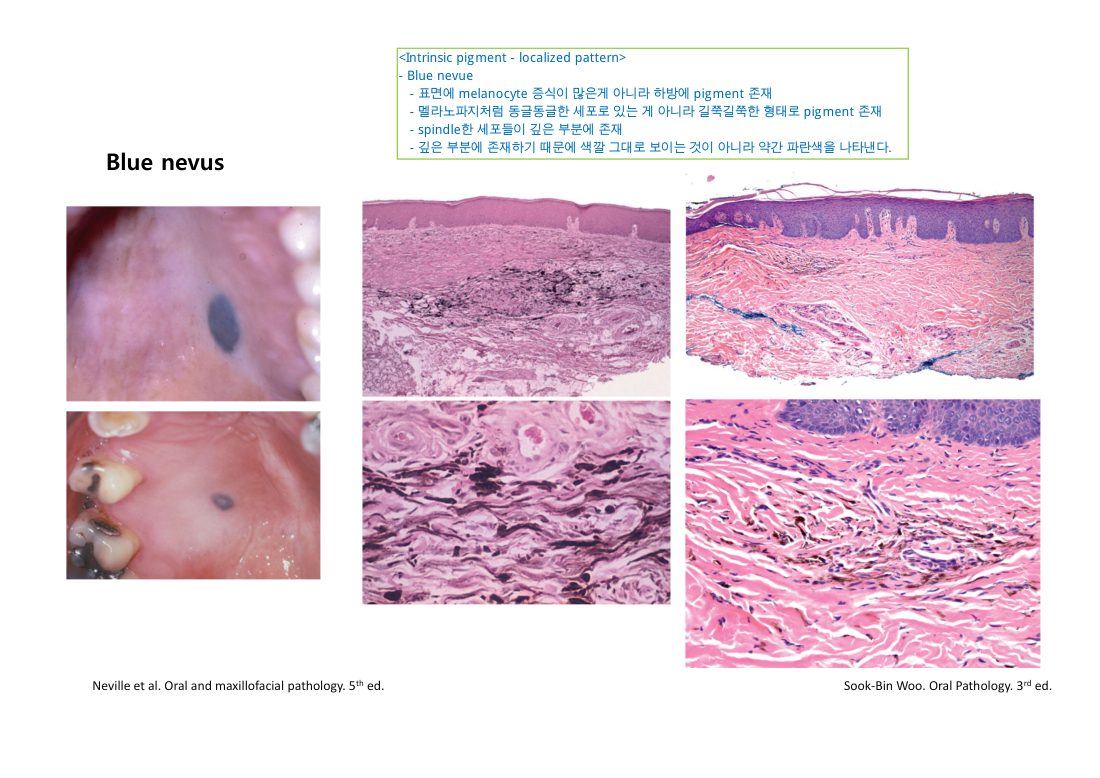 <Intrinsic pigment - localized pattern>
- Blue nevue
- 표면에 melanocyte 증식이 많은게 아니라 하방에 pigment 존재
- 멜라노파지처럼 동글동글한 세포로 있는 게 아니라 길쭉길쭉한 형태로 pigment 존재
- spindle한 세포들이 깊은 부분에 존재
- 깊은 부분에 존재하기 때문에 색깔 그대로 보이는 것이 아니라 약간 파란색을 나타낸다.
Blue nevus
Neville et al. Oral and maxillofacial pathology. 5th ed.
Sook-Bin Woo. Oral Pathology. 3rd ed.